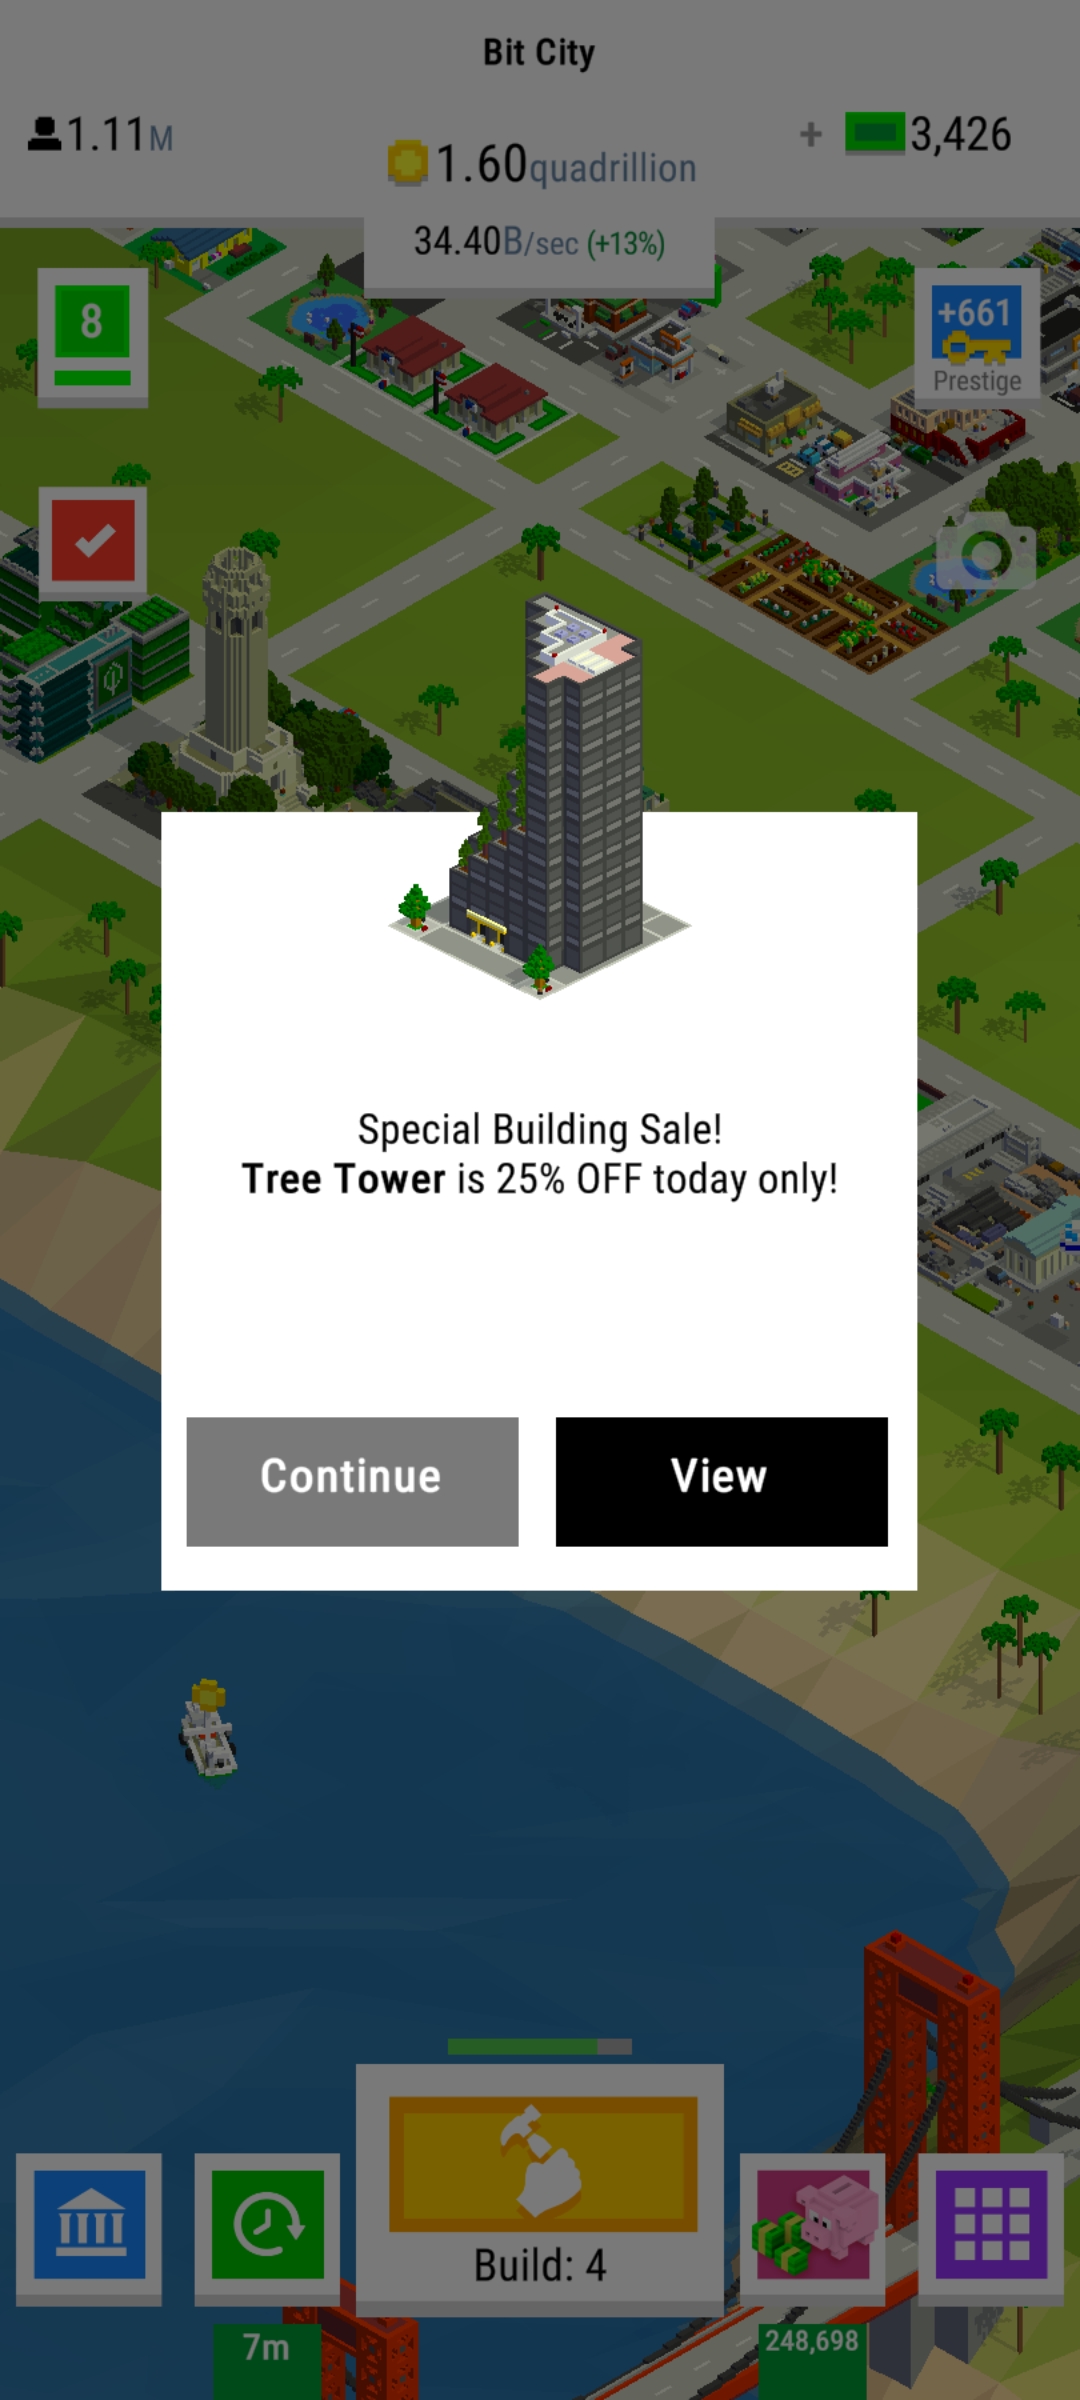 Bit City
1.11M
1.60quadrillion
+ 3,426
34.40B/sec (+13%)
8
+661
Prestige
Special Building Sale!
Tree Tower is 25% OFF today only!
Continue
View
Build: 4
7m
248,698